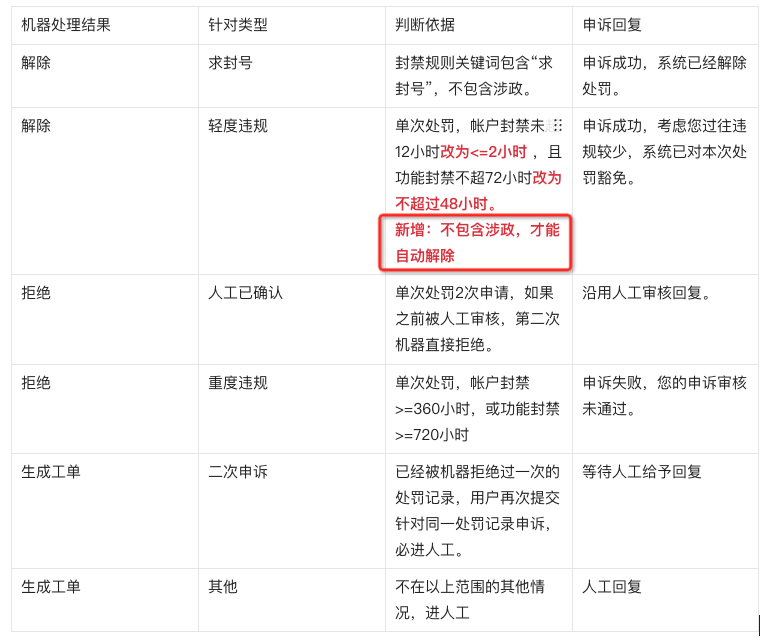 机器处理结果
针对类型
判断依据
申诉回复
解除
求封号
封禁规则关键词包含“求
封号”，不包含涉政。
申诉成功，系统已经解除
处罚。
解除
轻度违规
单次处罚，帐户封禁未
12小时改为<=2小时 ，且
功能封禁不超72小时改为
不超过48小时。
新增：不包含涉政，才能
自动解除
申诉成功，考虑您过往违
规较少，系统已对本次处
罚豁免。
拒绝
人工已确认
单次处罚2次申请，如果
之前被人工审核，第二次
机器直接拒绝。
沿用人工审核回复。
拒绝
重度违规
单次处罚，帐户封禁
>=360小时，或功能封禁
>=720小时
申诉失败，您的申诉审核
未通过。
生成工单
二次申诉
已经被机器拒绝过一次的
处罚记录，用户再次提交
针对同一处罚记录申诉，
必进人工。
等待人工给予回复
生成工单
其他
不在以上范围的其他情
况，进人工
人工回复